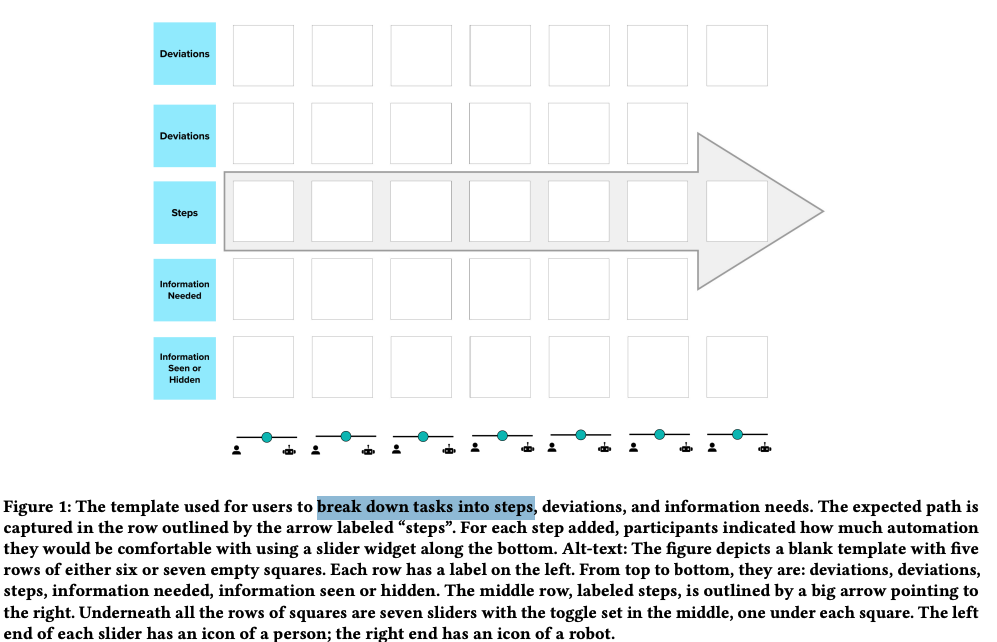 Deviations
Deviations
Steps
Information
Needed
Information
Seen or
Hidden
Figure 1: The template used for users to break down tasks into steps, deviations, and information needs. The expected path is
captured in the row outlined by the arrow labeled “steps”. For each step added, participants indicated how much automation
they would be comfortable with using a slider widget along the bottom. Alt-text: The figure depicts a blank template with five
rows of either six or seven empty squares. Each row has a label on the left. From top to bottom, they are: deviations, deviations,
steps, information needed, information seen or hidden. The middle row, labeled steps, is outlined by a big arrow pointing to
the right. Underneath all the rows of squares are seven sliders with the toggle set in the middle, one under each square. The left
end of each slider has an icon of a person; the right end has an icon of a robot.